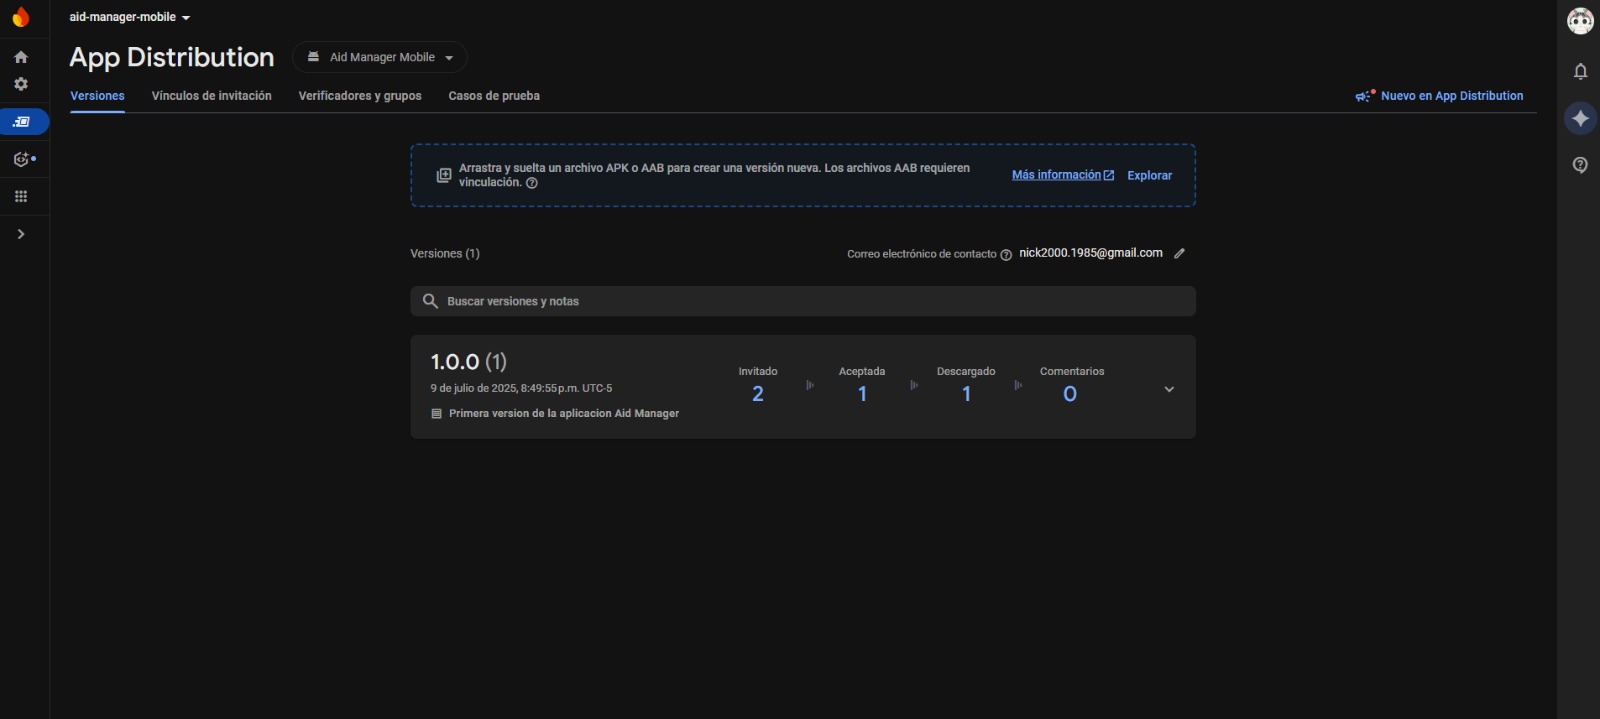 aid-manager-mobile
App Distribution
Aid Manager Mobile
Versiones
Vínculos de invitación
Verificadores y grupos
Casos de prueba
Nuevo en App Distribution
Arrastra y suelta un archivo APK o AAB para crear una versión nueva. Los archivos AAB requieren
vinculación.
Más información
Explorar
Versiones (1)
Correo electrónico de contacto
nick2000.1985@gmail.com
Buscar versiones y notas
1.0.0 (1)
9 de julio de 2025, 8:49:55 p.m. UTC-5
Primera version de la aplicacion Aid Manager
Invitado
2
Aceptada
1
Descargado
1
Comentarios
0